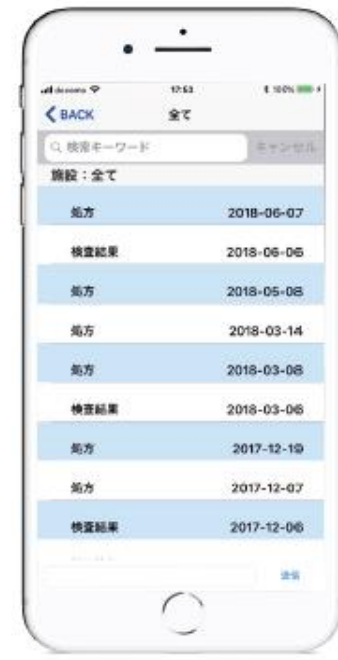 docomo 17:53 100%
BACK 全て
検索キーワード キャンセル
施設：全て
処方 2018-06-07
検査結果 2018-06-06
処方 2018-05-08
処方 2018-03-14
処方 2018-03-08
検査結果 2018-03-06
処方 2017-12-19
処方 2017-12-07
検査結果 2017-12-06
送信